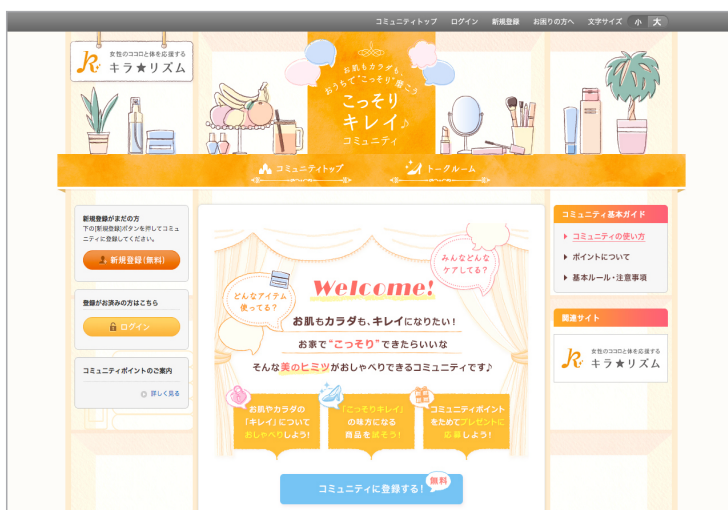 コミュニティトップ ログイン 新規登録 お困りの方へ 文字サイズ 小 大
女性のココロと体を応援する
キラ★リズム
お肌もカラダも、
おうちで"こっそり"磨こう
こっそり
キレイ♪
コミュニティ
コミュニティトップ トークルーム
新規登録がまだの方
下の[新規登録]ボタンを押してコミュ
ニティに登録してください。
新規登録(無料)
登録がお済みの方はこちら
ログイン
コミュニティポイントのご案内
詳しく見る
みんなどんな
ケアしてる?
どんなアイテム
使ってる?
Welcome!
お肌もカラダも、キレイになりたい!
お家で"こっそり"できたらいいな
そんな美のヒミツがおしゃべりできるコミュニティです♪
お肌やカラダの
「キレイ」について
おしゃべりしよう!
「こっそりキレイ」
の味方になる
商品を試そう!
コミュニティポイント
をためてプレゼントに
応募しよう!
コミュニティに登録する!
無料
コミュニティ基本ガイド
コミュニティの使い方
ポイントについて
基本ルール・注意事項
関連サイト
女性のココロと体を応援する
キラ★リズム